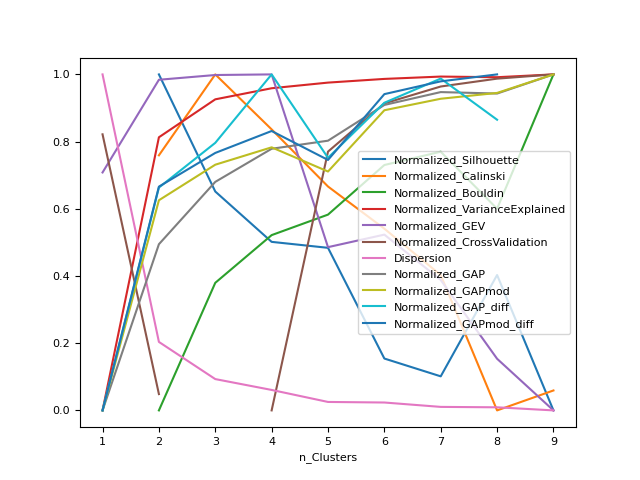 1.0
0.8
0.6
0.4
0.2
0.0
Normalized_Silhouette
Normalized_Calinski
Normalized_Bouldin
Normalized_VarianceExplained
Normalized_GEV
Normalized_CrossValidation
Dispersion
Normalized_GAP
Normalized_GAPmod
Normalized_GAP_diff
Normalized_GAPmod_diff
1 2 3 4 5 6 7 8 9
n_Clusters